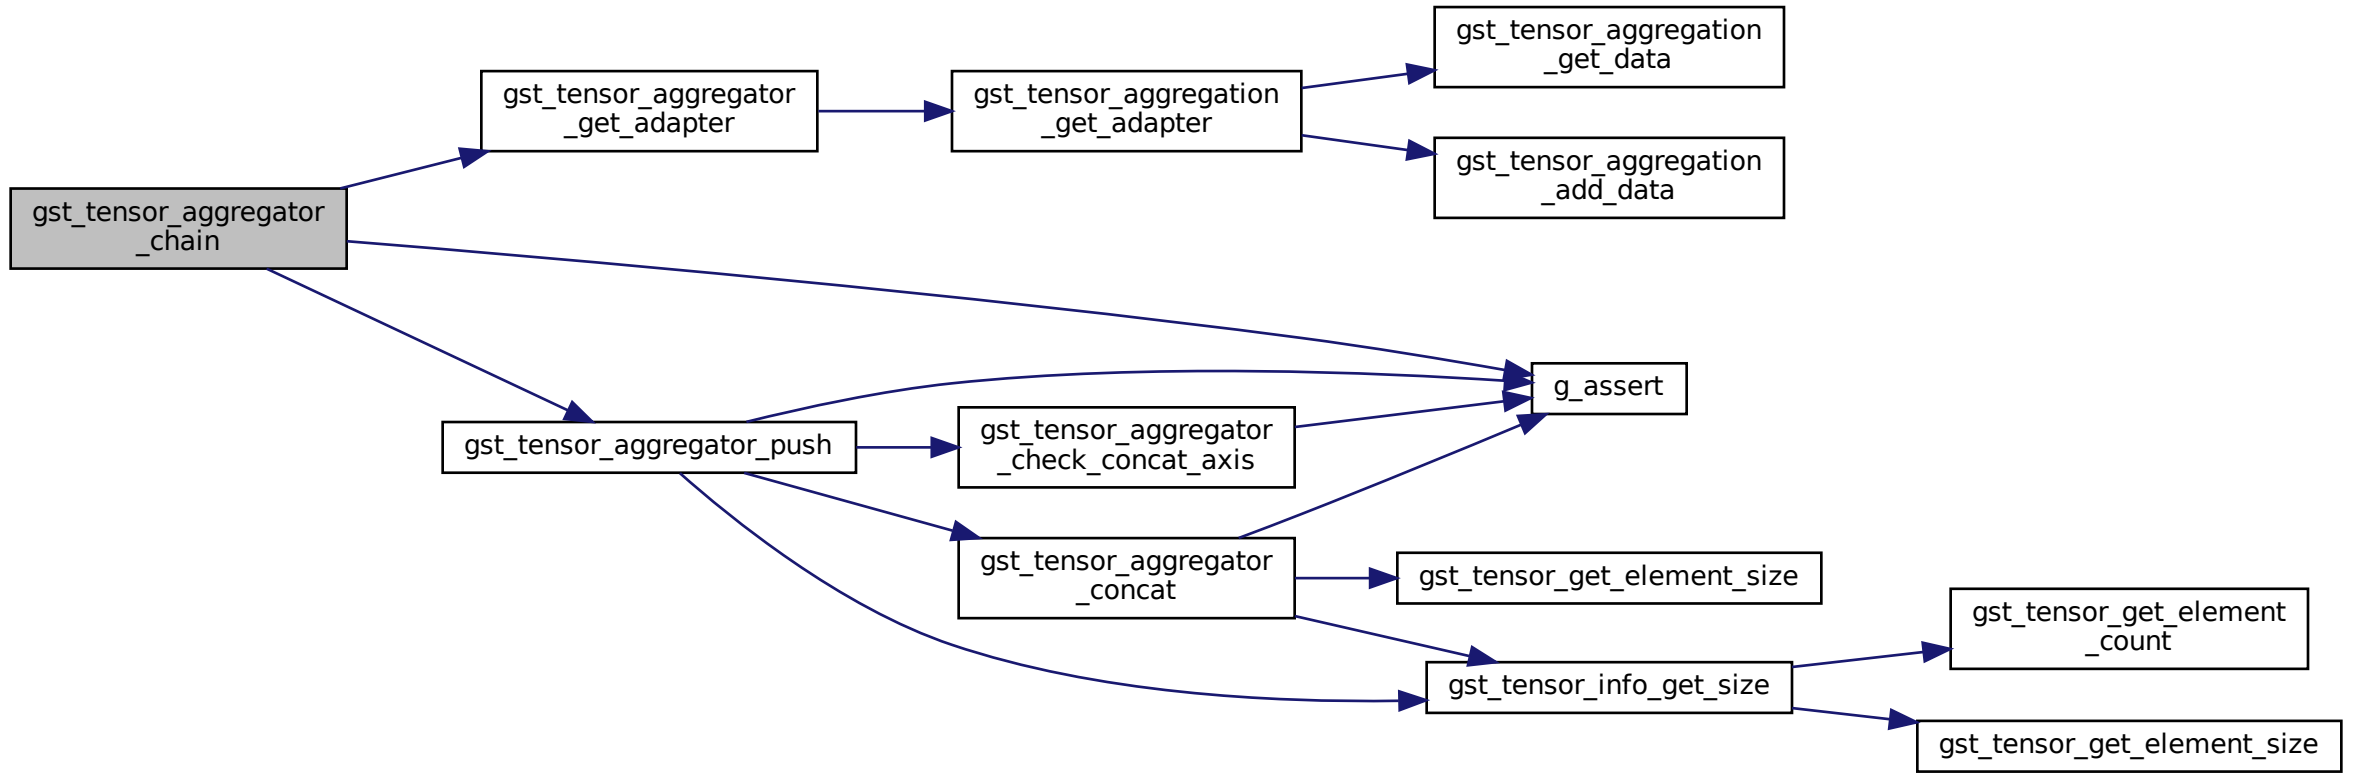 gst_tensor_aggregator
_chain
gst_tensor_aggregator
_get_adapter
gst_tensor_aggregation
_get_adapter
gst_tensor_aggregation
_get_data
gst_tensor_aggregation
_add_data
g_assert
gst_tensor_aggregator_push
gst_tensor_aggregator
_check_concat_axis
gst_tensor_aggregator
_concat
gst_tensor_get_element_size
gst_tensor_info_get_size
gst_tensor_get_element
_count
gst_tensor_get_element_size